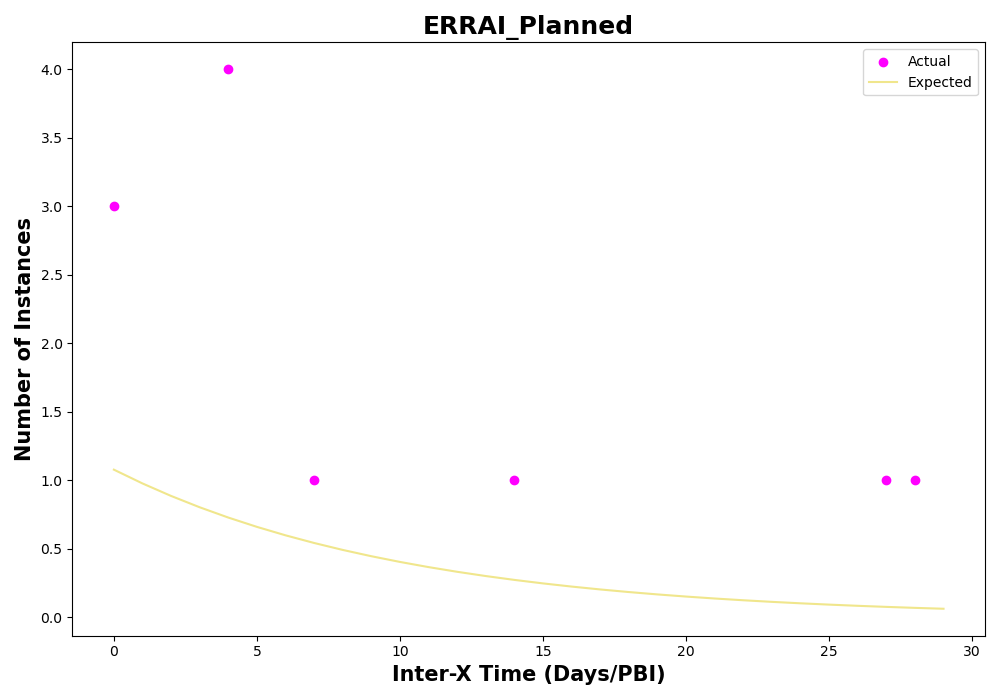 ERRAI_Planned
Actual
Expected
Number of Instances
4.0
3.5
3.0
2.5
2.0
1.5
1.0
0.5
0.0
0 5 10 15 20 25 30
Inter-X Time (Days/PBI)